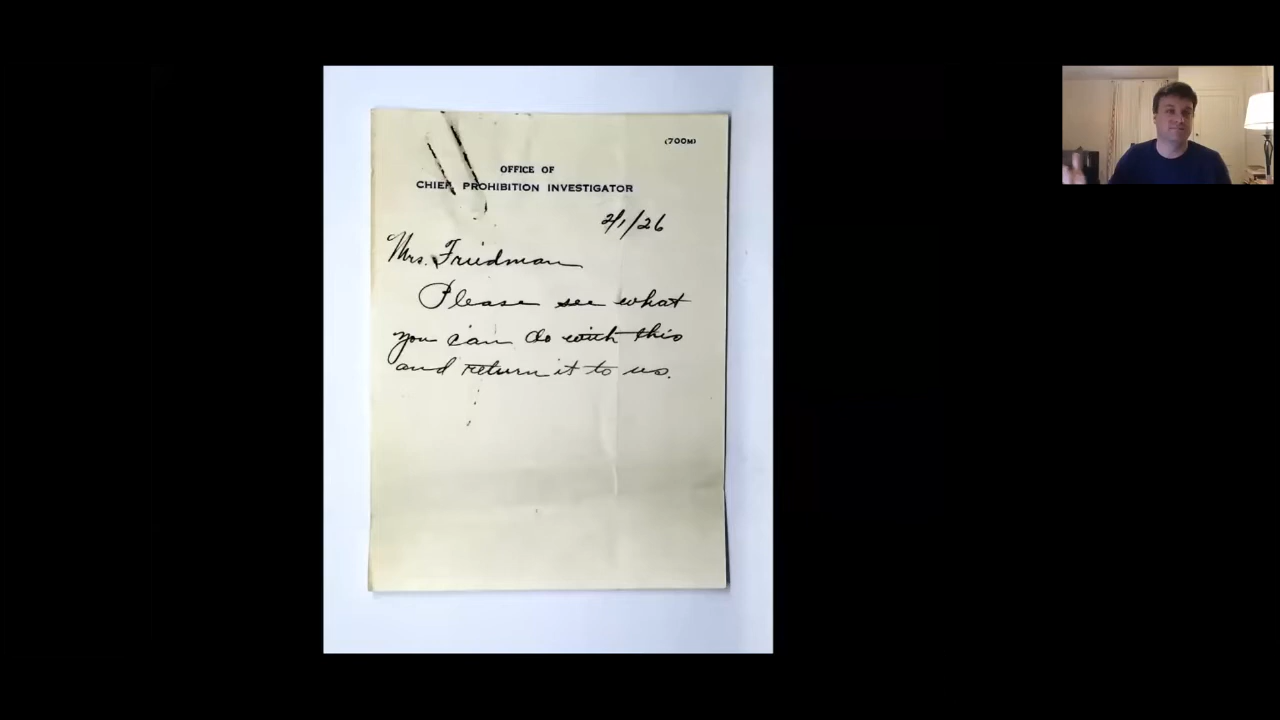 (700M)
OFFICE OF
CHIEF PROHIBITION INVESTIGATOR
2/1/26
Mrs. Friedman
Please see what
you can do with this
and return it to us.